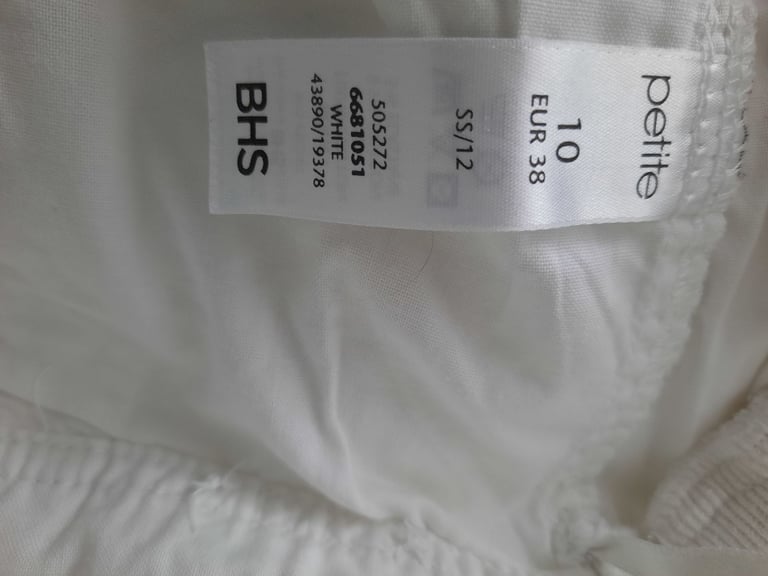 petite
10
EUR 38
SS/12
505272
6681051
WHITE
43890/19378
BHS